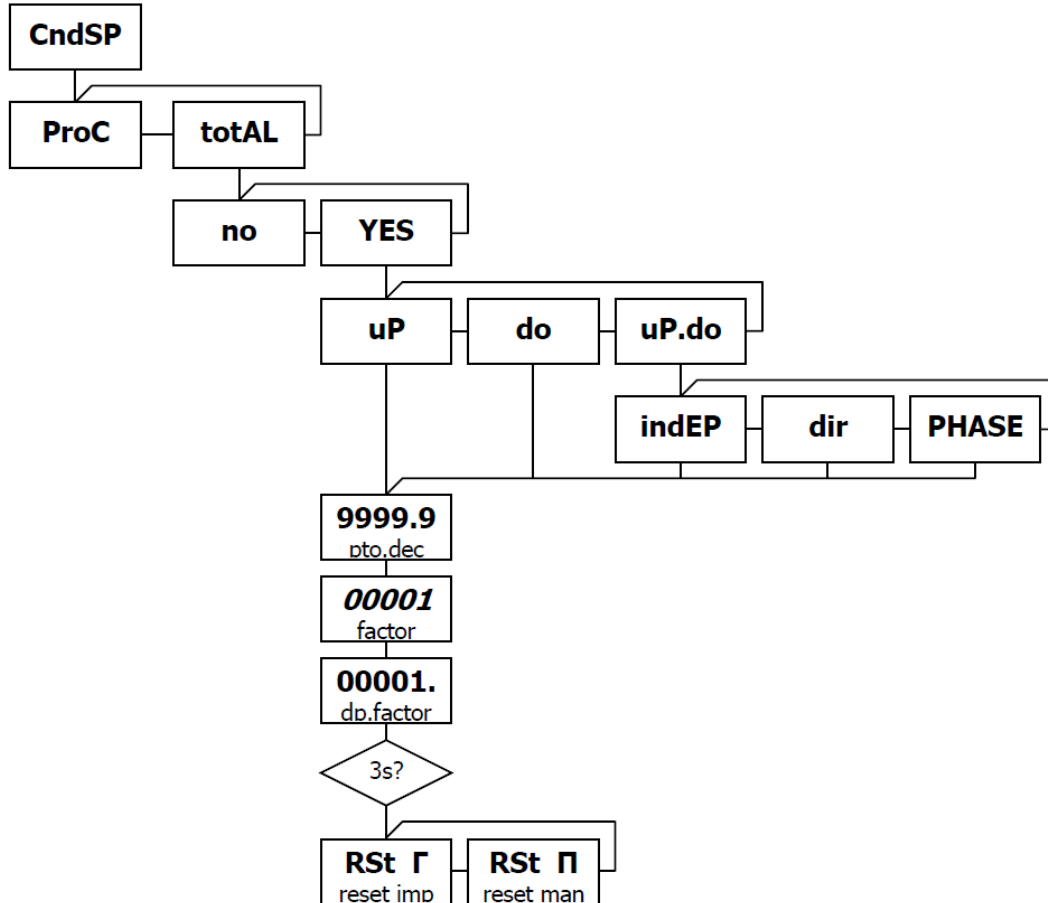 CndSP
ProC totAL
no YES
uP do uP.do
indEP dir PHASE
9999.9
pto.dec
00001
factor
00001.
dp.factor
3s?
RSt Γ RSt Π
reset imp reset man